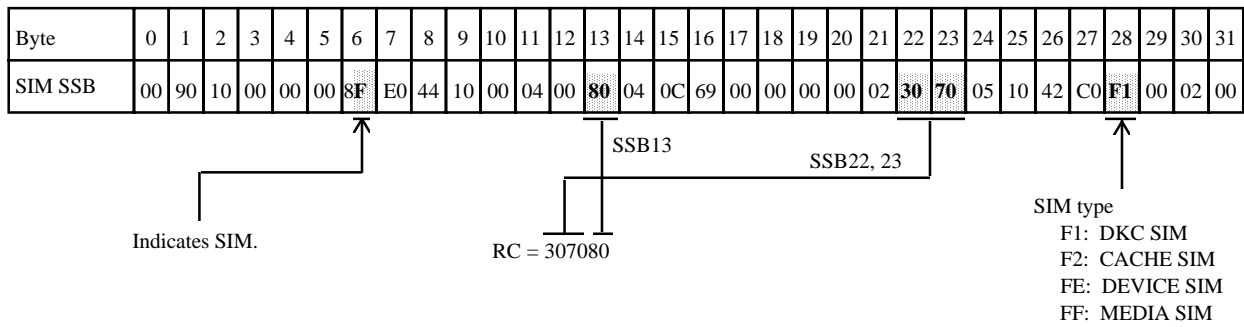 Byte 0 1 2 3 4 5 6 7 8 9 10 11 12 13 14 15 16 17 18 19 20 21 22 23 24 25 26 27 28 29 30 31
SIM SSB 00 90 10 00 00 00 8F E0 44 10 00 04 00 80 04 0C 69 00 00 00 00 02 30 70 05 10 42 C0 F1 00 02 00
SSB13
SSB22, 23
Indicates SIM.
RC = 307080
SIM type
F1: DKC SIM
F2: CACHE SIM
FE: DEVICE SIM
FF: MEDIA SIM